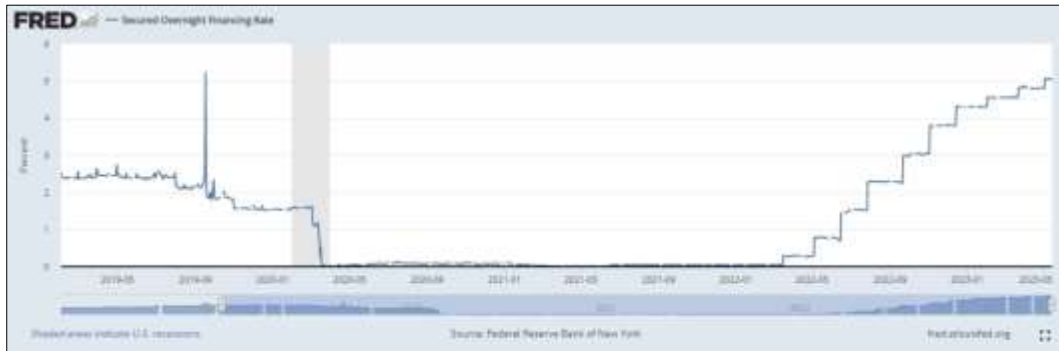 FRED — Secured Overnight Financing Rate
6
5
4
3
2
1
0
Percent
2019-05 2019-09 2020-01 2020-05 2020-09 2021-01 2021-05 2021-09 2022-01 2022-05 2022-09 2023-01 2023-05
Shaded areas indicate U.S. recessions.
Source: Federal Reserve Bank of New York
fred.stlouisfed.org